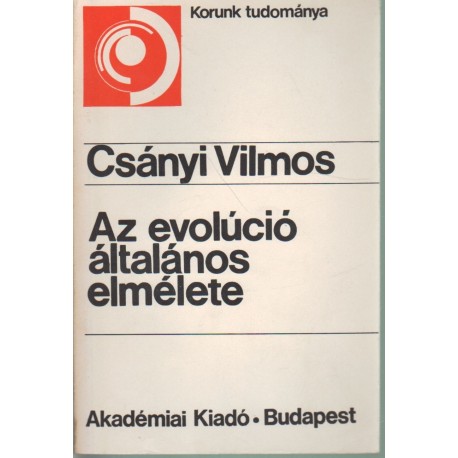 Korunk tudománya
Csányi Vilmos
Az evolúció
általános
elmélete
Akadémiai Kiadó • Budapest